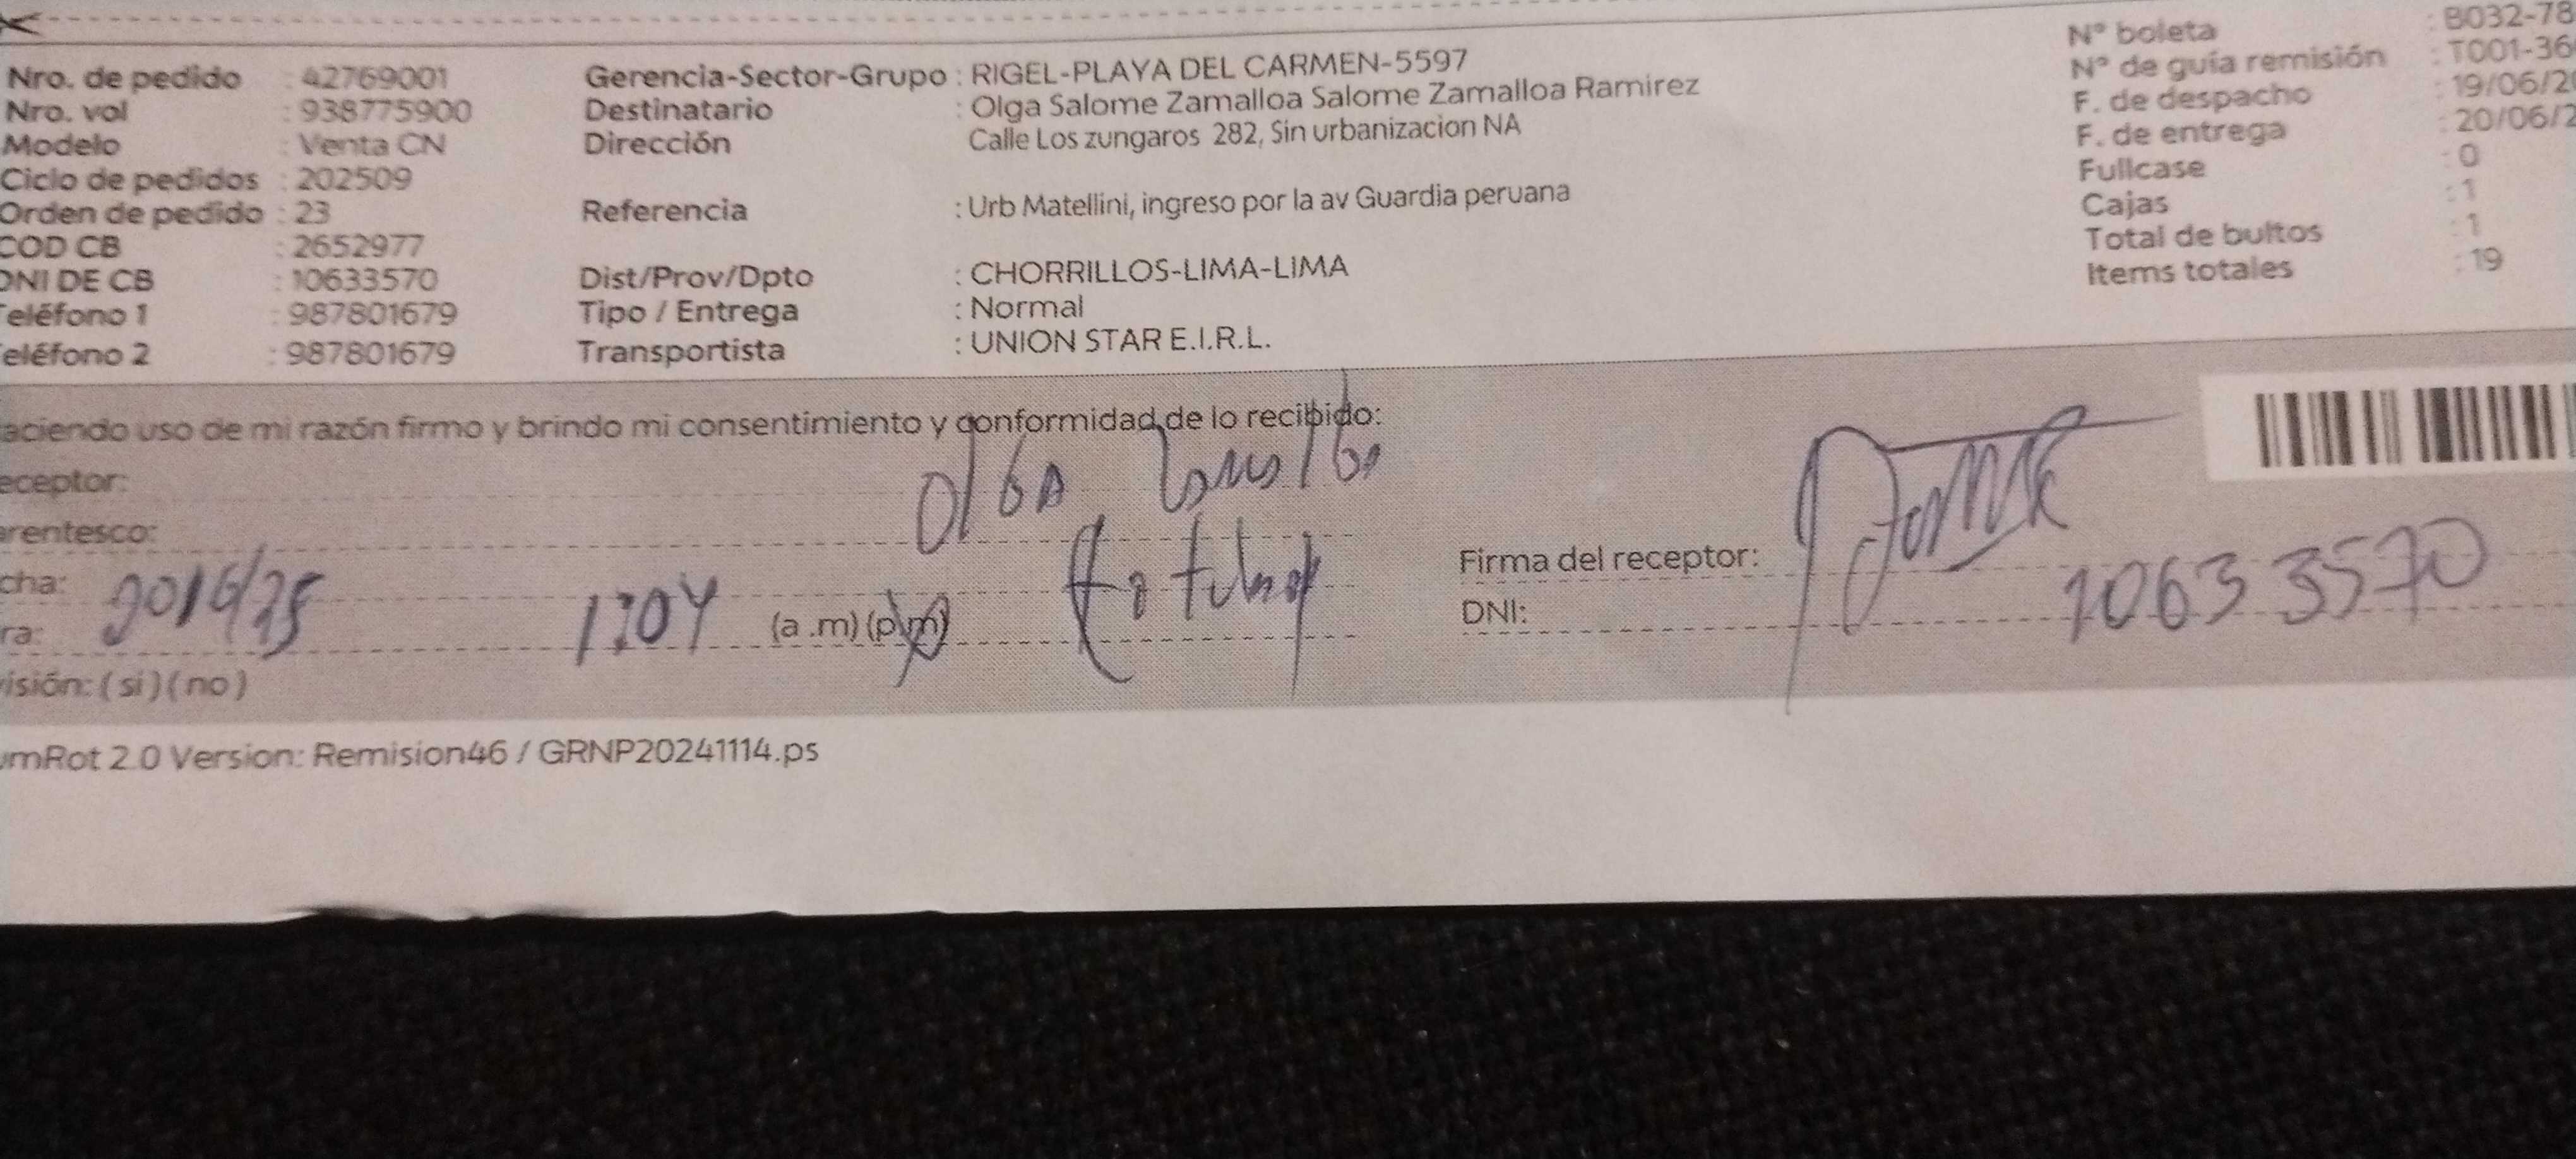 Nro. de pedido : 42769001
Nro. vol : 938775900
Modelo : Venta CN
Ciclo de pedidos : 202509
Orden de pedido : 23
COD CB : 2652977
DNI DE CB : 10633570
Teléfono 1 : 987801679
Teléfono 2 : 987801679
Gerencia-Sector-Grupo : RIGEL-PLAYA DEL CARMEN-5597
Destinatario : Olga Salome Zamalloa Salome Zamalloa Ramirez
Dirección Calle Los zungaros 282, Sin urbanizacion NA
Referencia : Urb Matellini, ingreso por la av Guardia peruana
Dist/Prov/Dpto : CHORRILLOS-LIMA-LIMA
Tipo / Entrega : Normal
Transportista : UNION STAR E.I.R.L.
N° boleta : B032-78
N° de guía remisión : T001-36
F. de despacho : 19/06/2
F. de entrega : 20/06/2
Fullcase : 0
Cajas : 1
Total de bultos : 1
Items totales : 19
aciendo uso de mi razón firmo y brindo mi consentimiento y conformidad de lo recibido:
eceptor: Olga
arentesco:
cha: 20/6/25
ra: 1:04 (a .m) (p.m)
visión: ( si ) ( no )
Firma del receptor:
DNI: 10633570
umRot 2.0 Version: Remision46 / GRNP20241114.ps